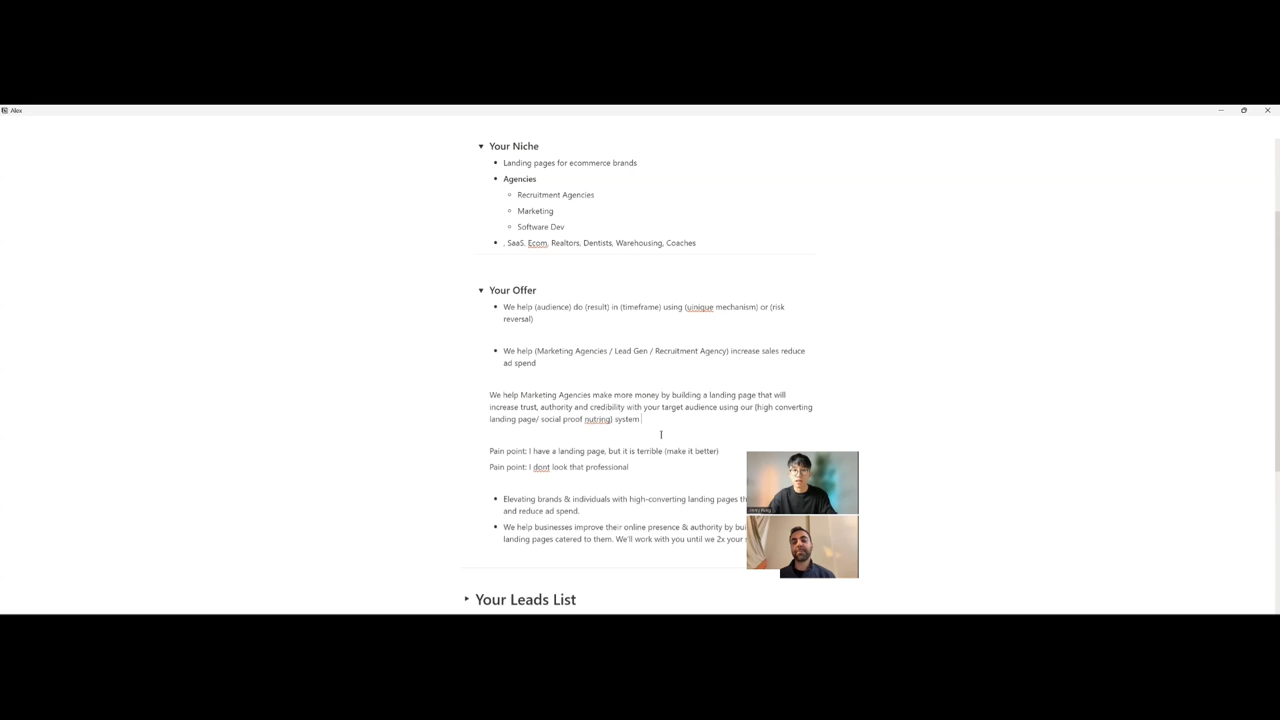 Alex
Your Niche
Landing pages for ecommerce brands
Agencies
Recruitment Agencies
Marketing
Software Dev
, SaaS, Ecom, Realtors, Dentists, Warehousing, Coaches
Your Offer
We help (audience) do (result) in (timeframe) using (uinique mechanism) or (risk
reversal)
We help (Marketing Agencies / Lead Gen / Recruitment Agency) increase sales reduce
ad spend
We help Marketing Agencies make more money by building a landing page that will
increase trust, authority and credibility with your target audience using our (high converting
landing page/ social proof nutring) system
Pain point: I have a landing page, but it is terrible (make it better)
Pain point: I dont look that professional
Elevating brands & individuals with high-converting landing pages th
and reduce ad spend.
We help businesses improve their online presence & authority by bui
landing pages catered to them. We'll work with you until we 2x your s
Your Leads List